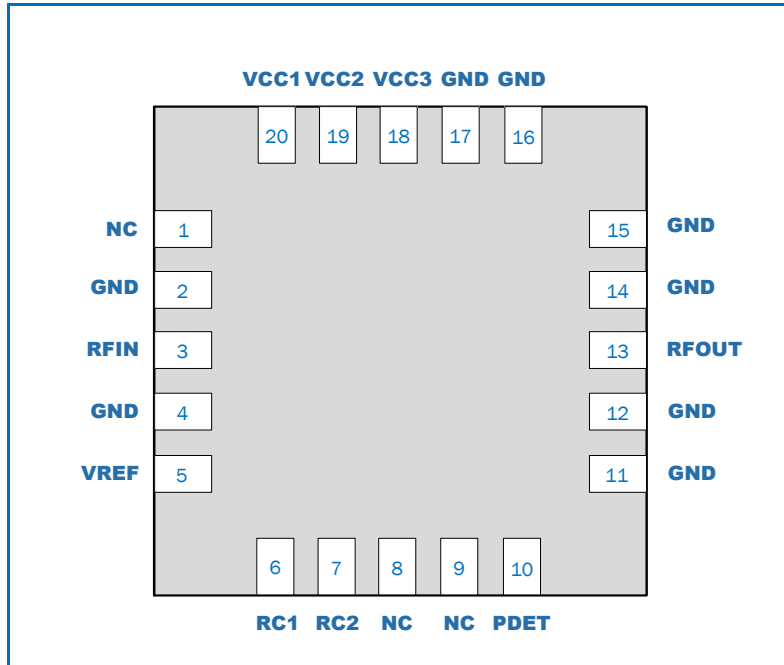 VCC1 VCC2 VCC3 GND GND
20 19 18 17 16
NC 1 15 GND
GND 2 14 GND
RFIN 3 13 RFOUT
GND 4 12 GND
VREF 5 11 GND
6 7 8 9 10
RC1 RC2 NC NC PDET